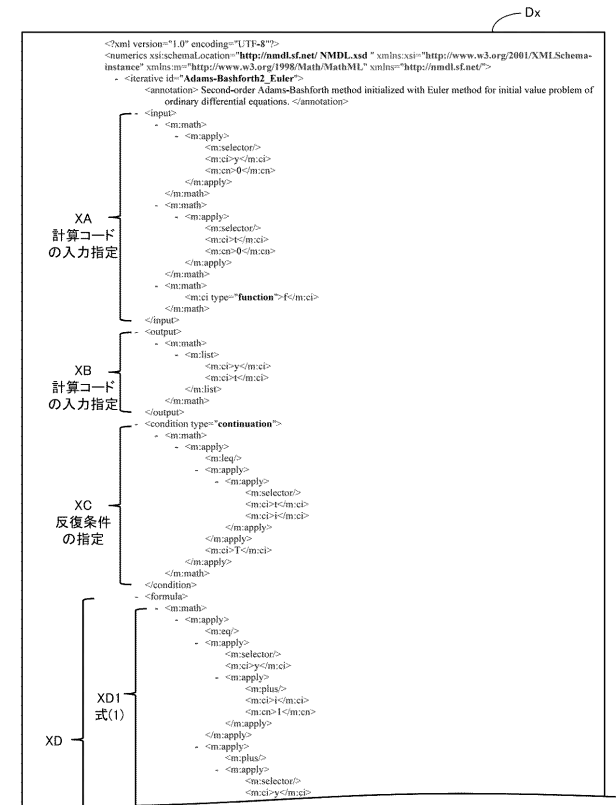 Dx
<?xml version="1.0" encoding="UTF-8"?>
<numerics xsi:schemaLocation="http://nmdl.sf.net/ NMDL.xsd " xmlns:xsi="http://www.w3.org/2001/XMLSchema-
instance" xmlns:m="http://www.w3.org/1998/Math/MathML" xmlns="http://nmdl.sf.net/">
- <iterative id="Adams-Bashforth2_Euler">
<annotation> Second-order Adams-Bashforth method initialized with Euler method for initial value problem of
ordinary differential equations. </annotation>
- <input>
- <m:math>
- <m:apply>
<m:selector/>
<m:ci>y</m:ci>
<m:cn>0</m:cn>
</m:apply>
</m:math>
- <m:math>
- <m:apply>
<m:selector/>
<m:ci>t</m:ci>
<m:cn>0</m:cn>
</m:apply>
</m:math>
- <m:math>
<m:ci type="function">f</m:ci>
</m:math>
</input>
XA
計算コード
の入力指定
- <output>
- <m:math>
- <m:list>
<m:ci>y</m:ci>
<m:ci>t</m:ci>
</m:list>
</m:math>
</output>
XB
計算コード
の入力指定
- <condition type="continuation">
- <m:math>
- <m:apply>
<m:leq/>
- <m:apply>
- <m:apply>
<m:selector/>
<m:ci>t</m:ci>
<m:ci>i</m:ci>
</m:apply>
</m:apply>
<m:ci>T</m:ci>
</m:apply>
</m:math>
</condition>
XC
反復条件
の指定
- <formula>
- <m:math>
- <m:apply>
<m:eq/>
- <m:apply>
<m:selector/>
<m:ci>y</m:ci>
- <m:apply>
<m:plus/>
<m:ci>i</m:ci>
<m:cn>1</m:cn>
</m:apply>
</m:apply>
- <m:apply>
<m:plus/>
- <m:apply>
<m:selector/>
<m:ci>y</m:ci>
XD1
式(1)
XD